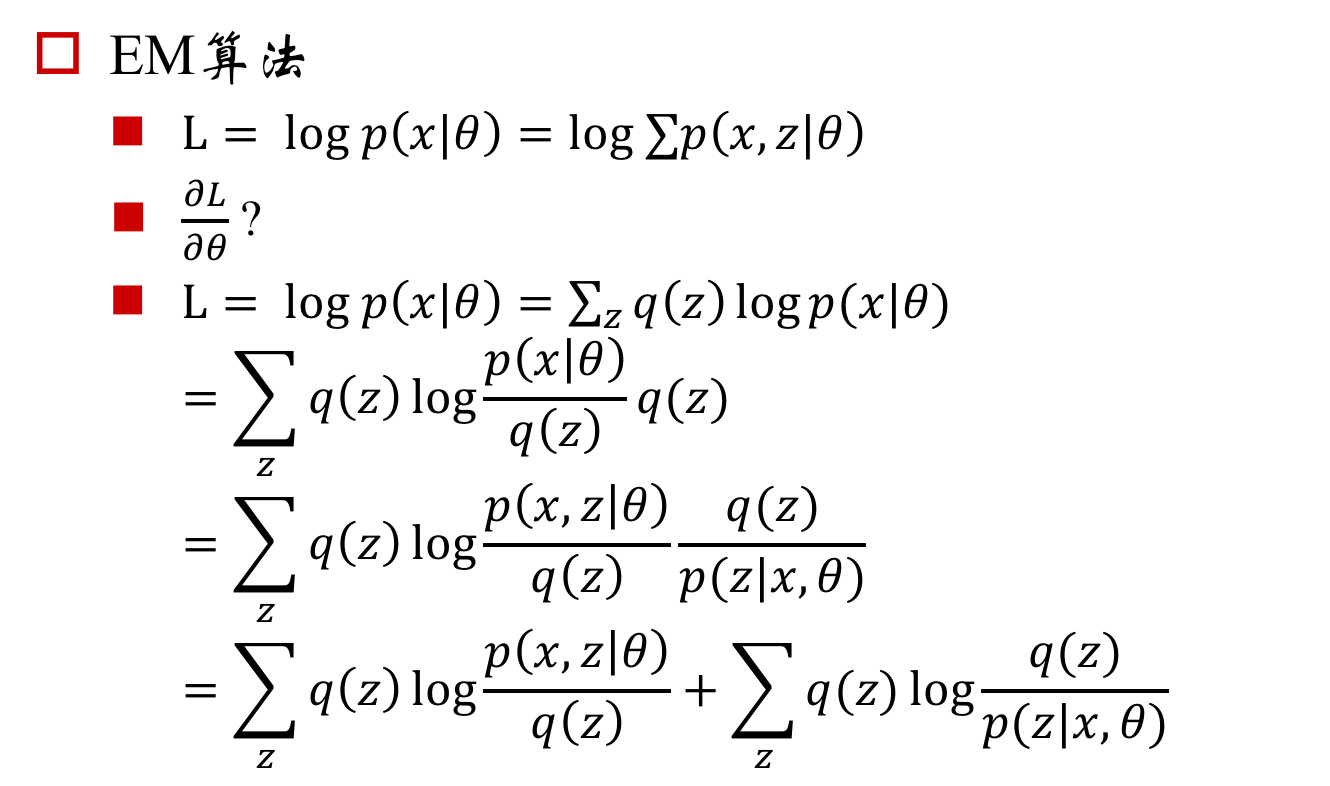 EM算法
L = log p(x|θ) = log ∑p(x, z|θ)
∂L/∂θ ?
L = log p(x|θ) = ∑_z q(z) log p(x|θ)
= ∑_z q(z) log p(x|θ)/q(z) q(z)
= ∑_z q(z) log p(x, z|θ)/q(z) q(z)/p(z|x, θ)
= ∑_z q(z) log p(x, z|θ)/q(z) + ∑_z q(z) log q(z)/p(z|x, θ)